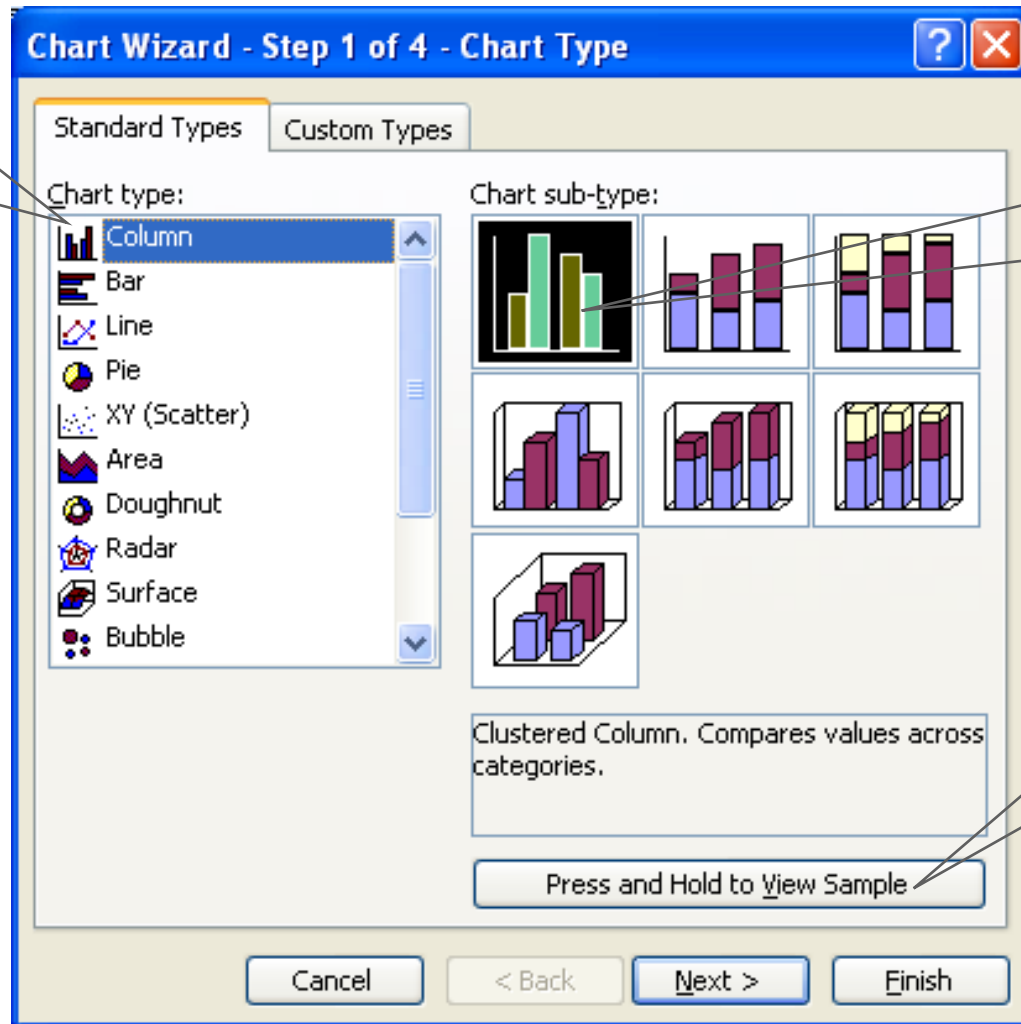 Chart Wizard - Step 1 of 4 - Chart Type
Standard Types
Custom Types
Chart type:
Column
Bar
Line
Pie
XY (Scatter)
Area
Doughnut
Radar
Surface
Bubble
Chart sub-type:
Clustered Column. Compares values across
categories.
Press and Hold to View Sample
Cancel
< Back
Next >
Finish